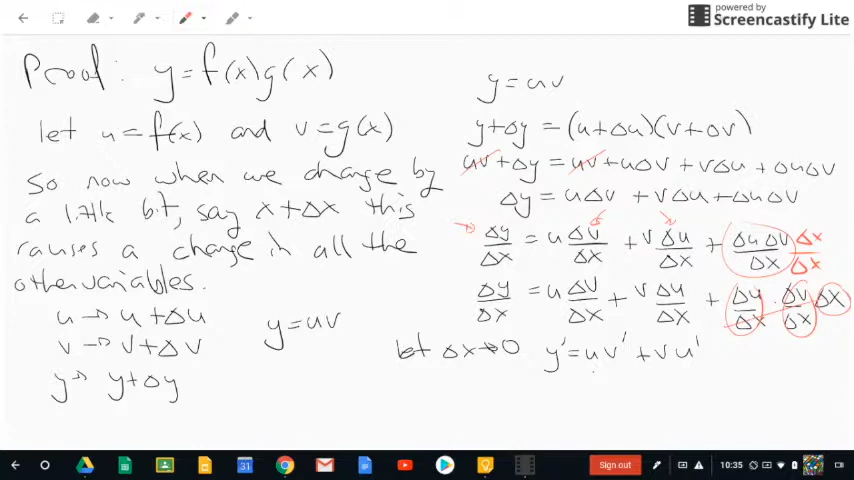 powered by
Screencastify Lite
Proof: y=f(x)g(x)
let u=f(x) and v=g(x)
So now when we change by
a little bit, say x+Δx this
causes a change in all the
other variables.
u→ u+Δu
v→ v+Δv
y→ y+Δy
y=uv
y=uv
y+Δy=(u+Δu)(v+Δv)
uv+Δy=uv+uΔv+vΔu+ΔuΔv
Δy=uΔv+vΔu+ΔuΔv
→ Δy/Δx = u Δv/Δx + v Δu/Δx + ΔuΔv/Δx Δx/Δx
Δy/Δx = u Δv/Δx + v Δu/Δx + Δu/Δx · Δv/Δx Δx
let Δx→0 y'=uv'+vu'
31
Sign out
10:35